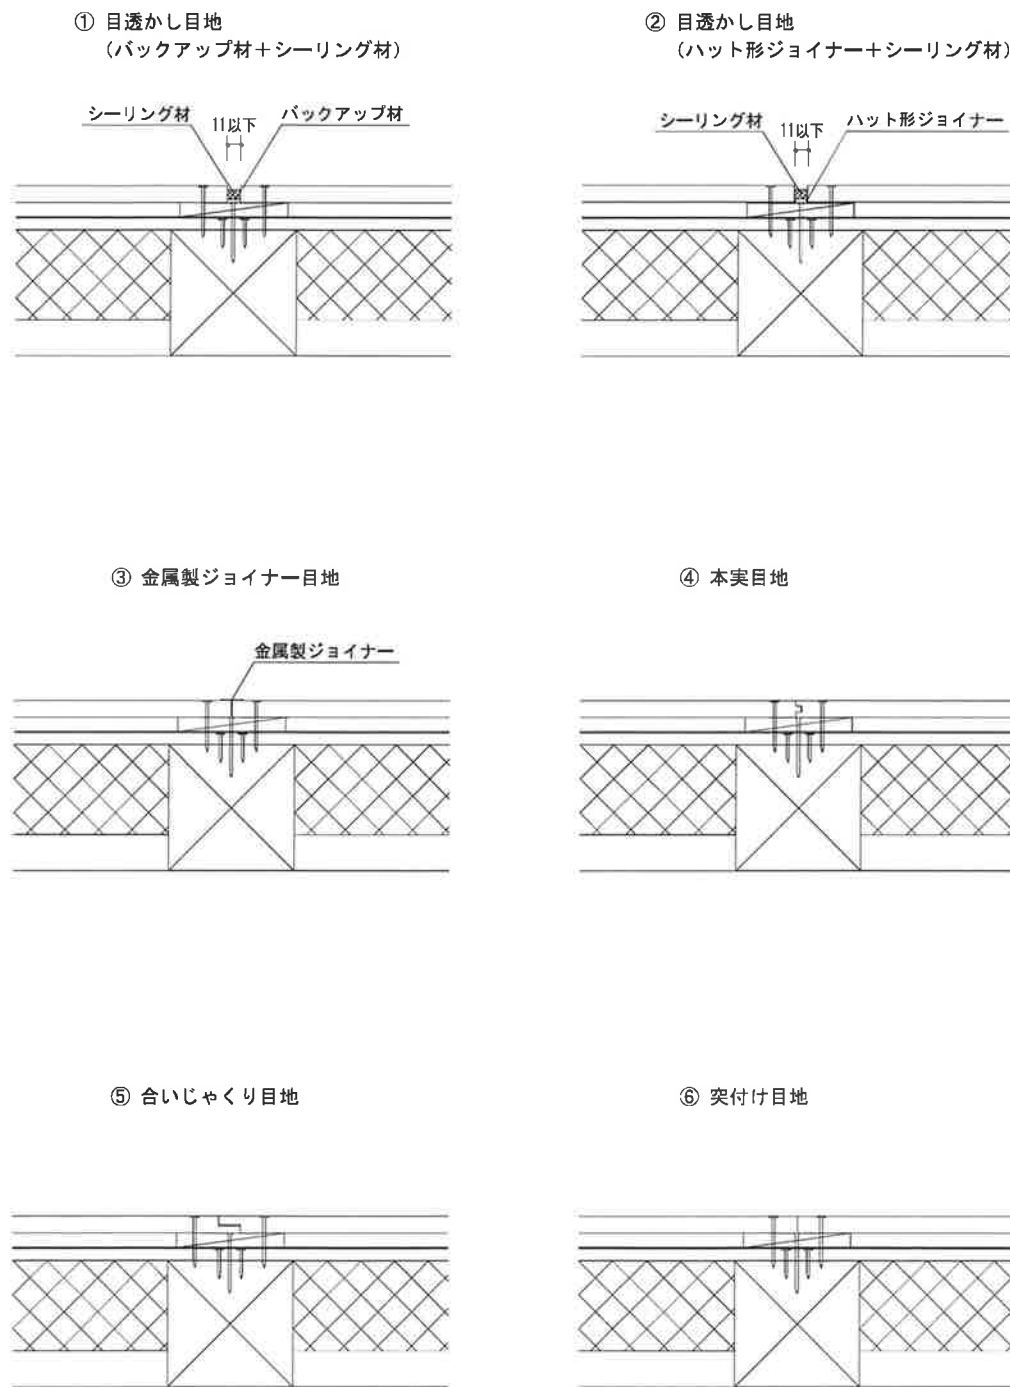 ① 目透かし目地
（バックアップ材＋シーリング材）
シーリング材
11以下
バックアップ材
② 目透かし目地
（ハット形ジョイナー＋シーリング材）
シーリング材
11以下
ハット形ジョイナー
③ 金属製ジョイナー目地
金属製ジョイナー
④ 本実目地
⑤ 合いじゃくり目地
⑥ 突付け目地